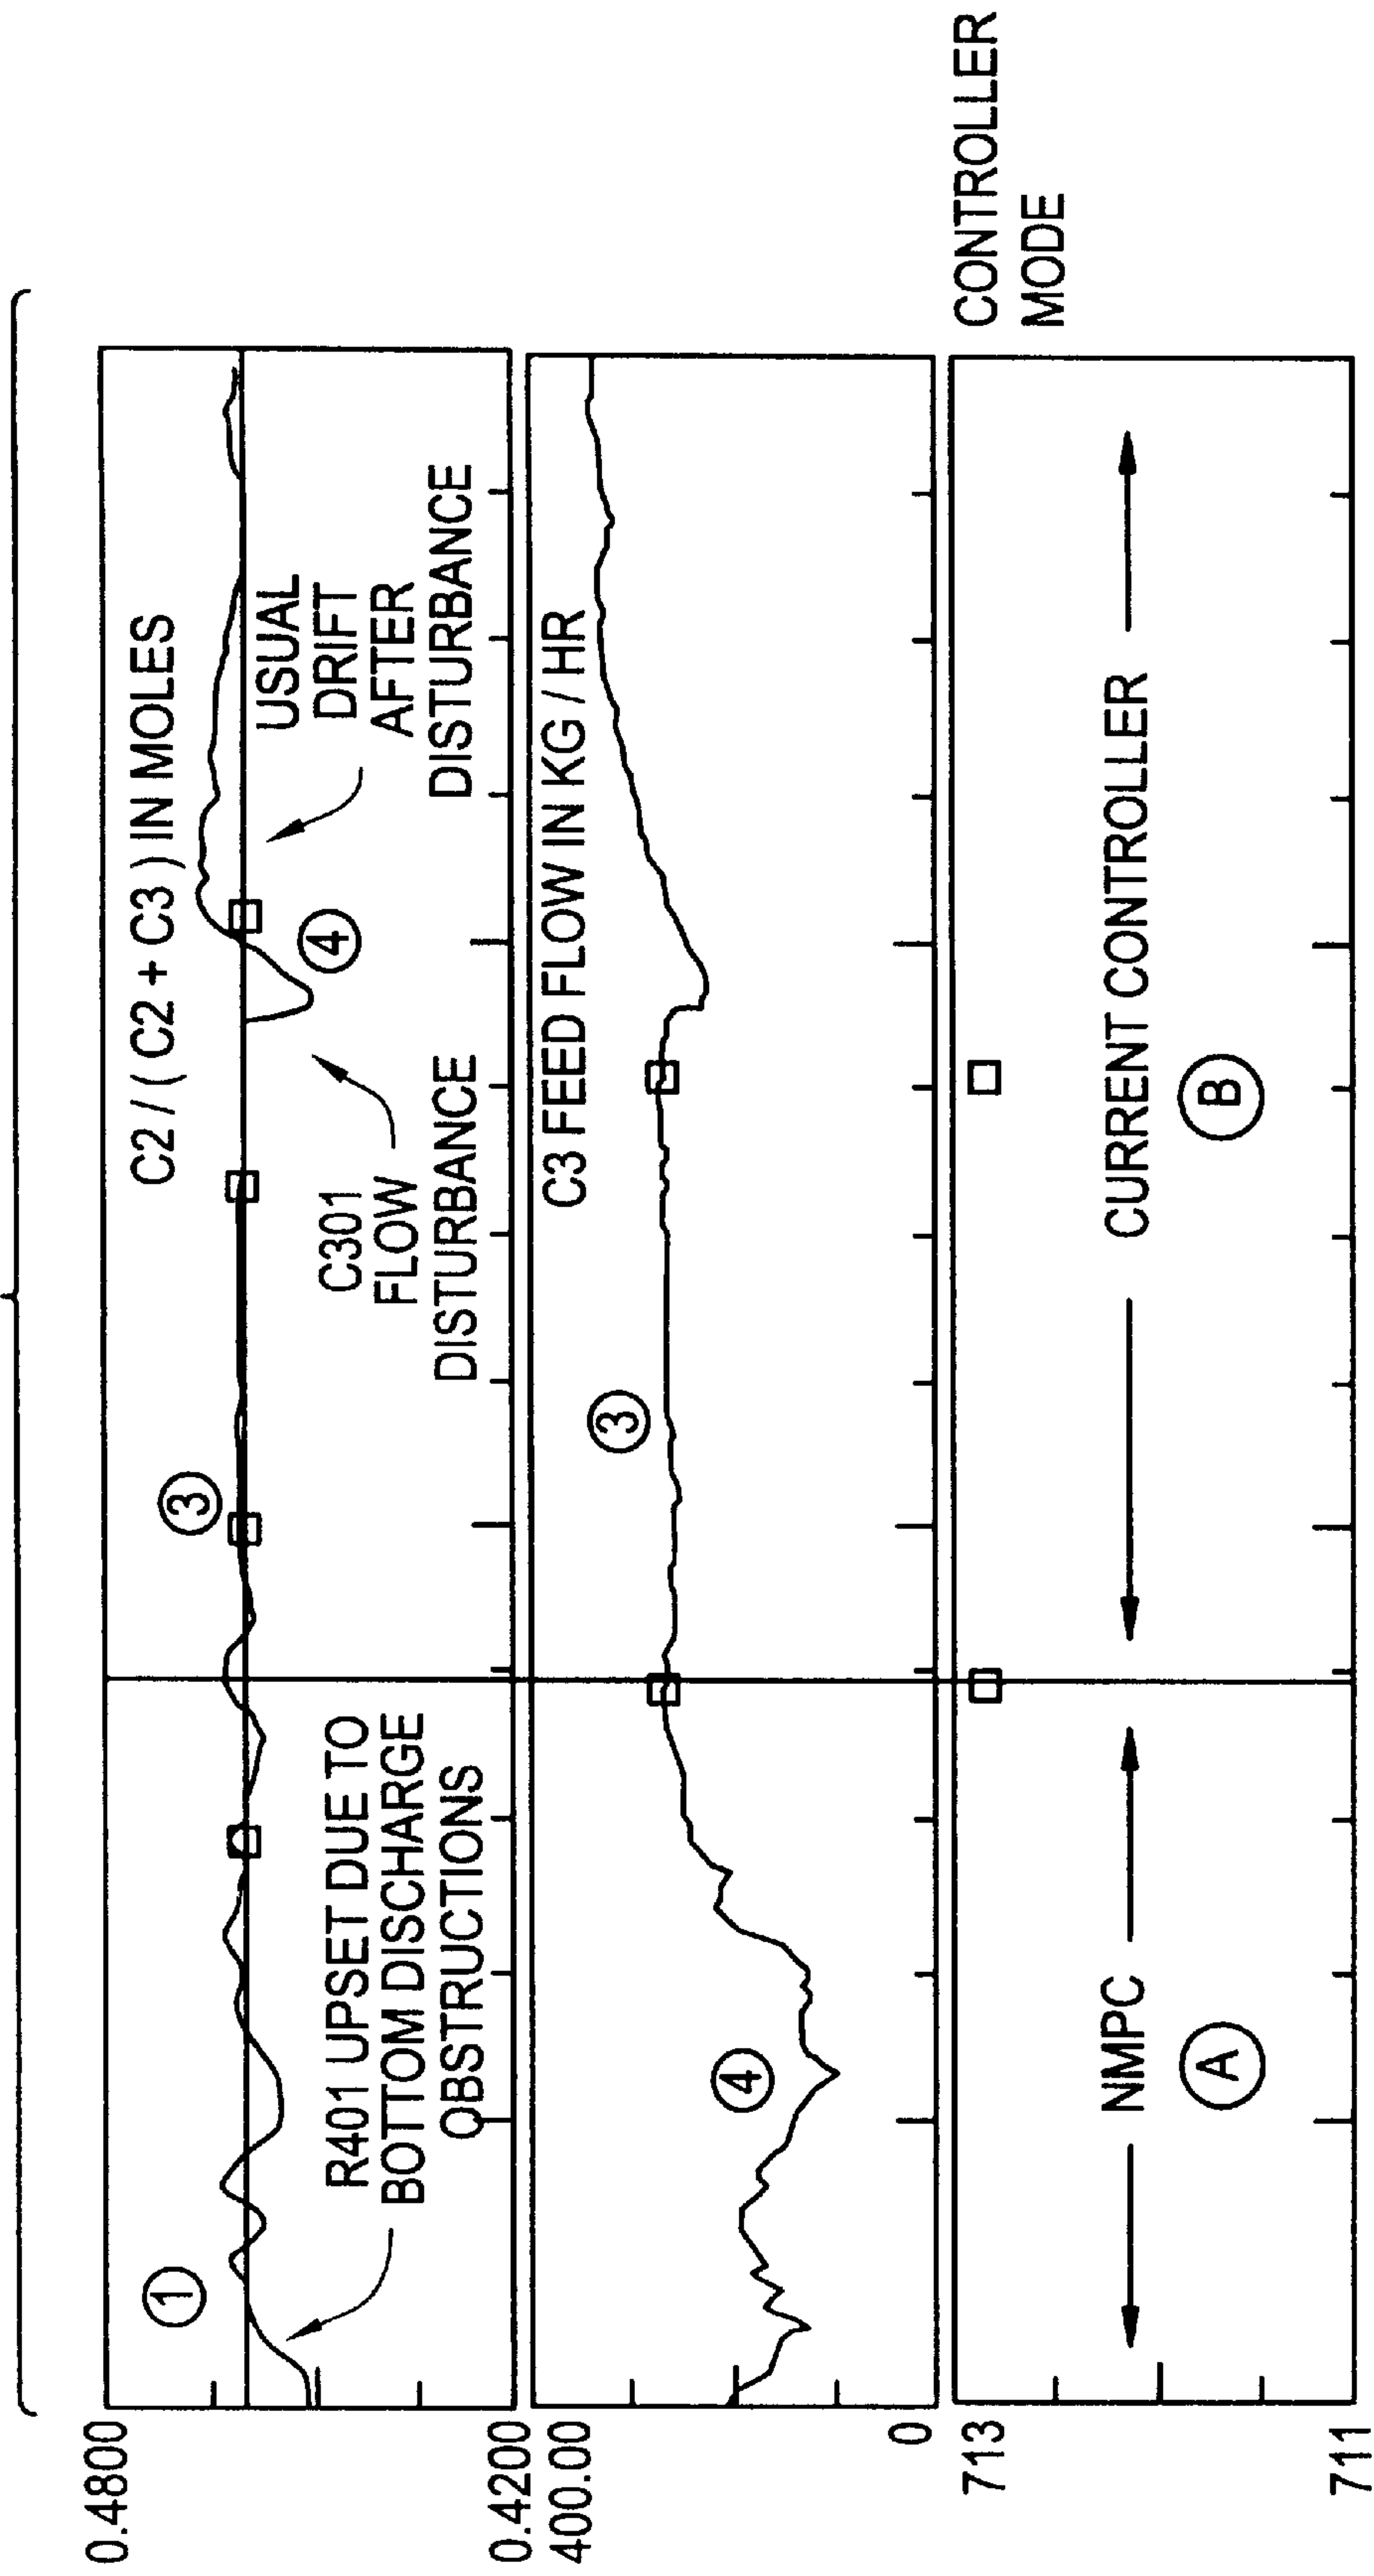 0.4800
C2 / ( C2 + C3 ) IN MOLES
1
3
4
R401 UPSET DUE TO
BOTTOM DISCHARGE
OBSTRUCTIONS
C301
FLOW
DISTURBANCE
USUAL
DRIFT
AFTER
DISTURBANCE
0.4200
400.00
C3 FEED FLOW IN KG / HR
4
3
0
713
CONTROLLER
MODE
NMPC
CURRENT CONTROLLER
A
B
711